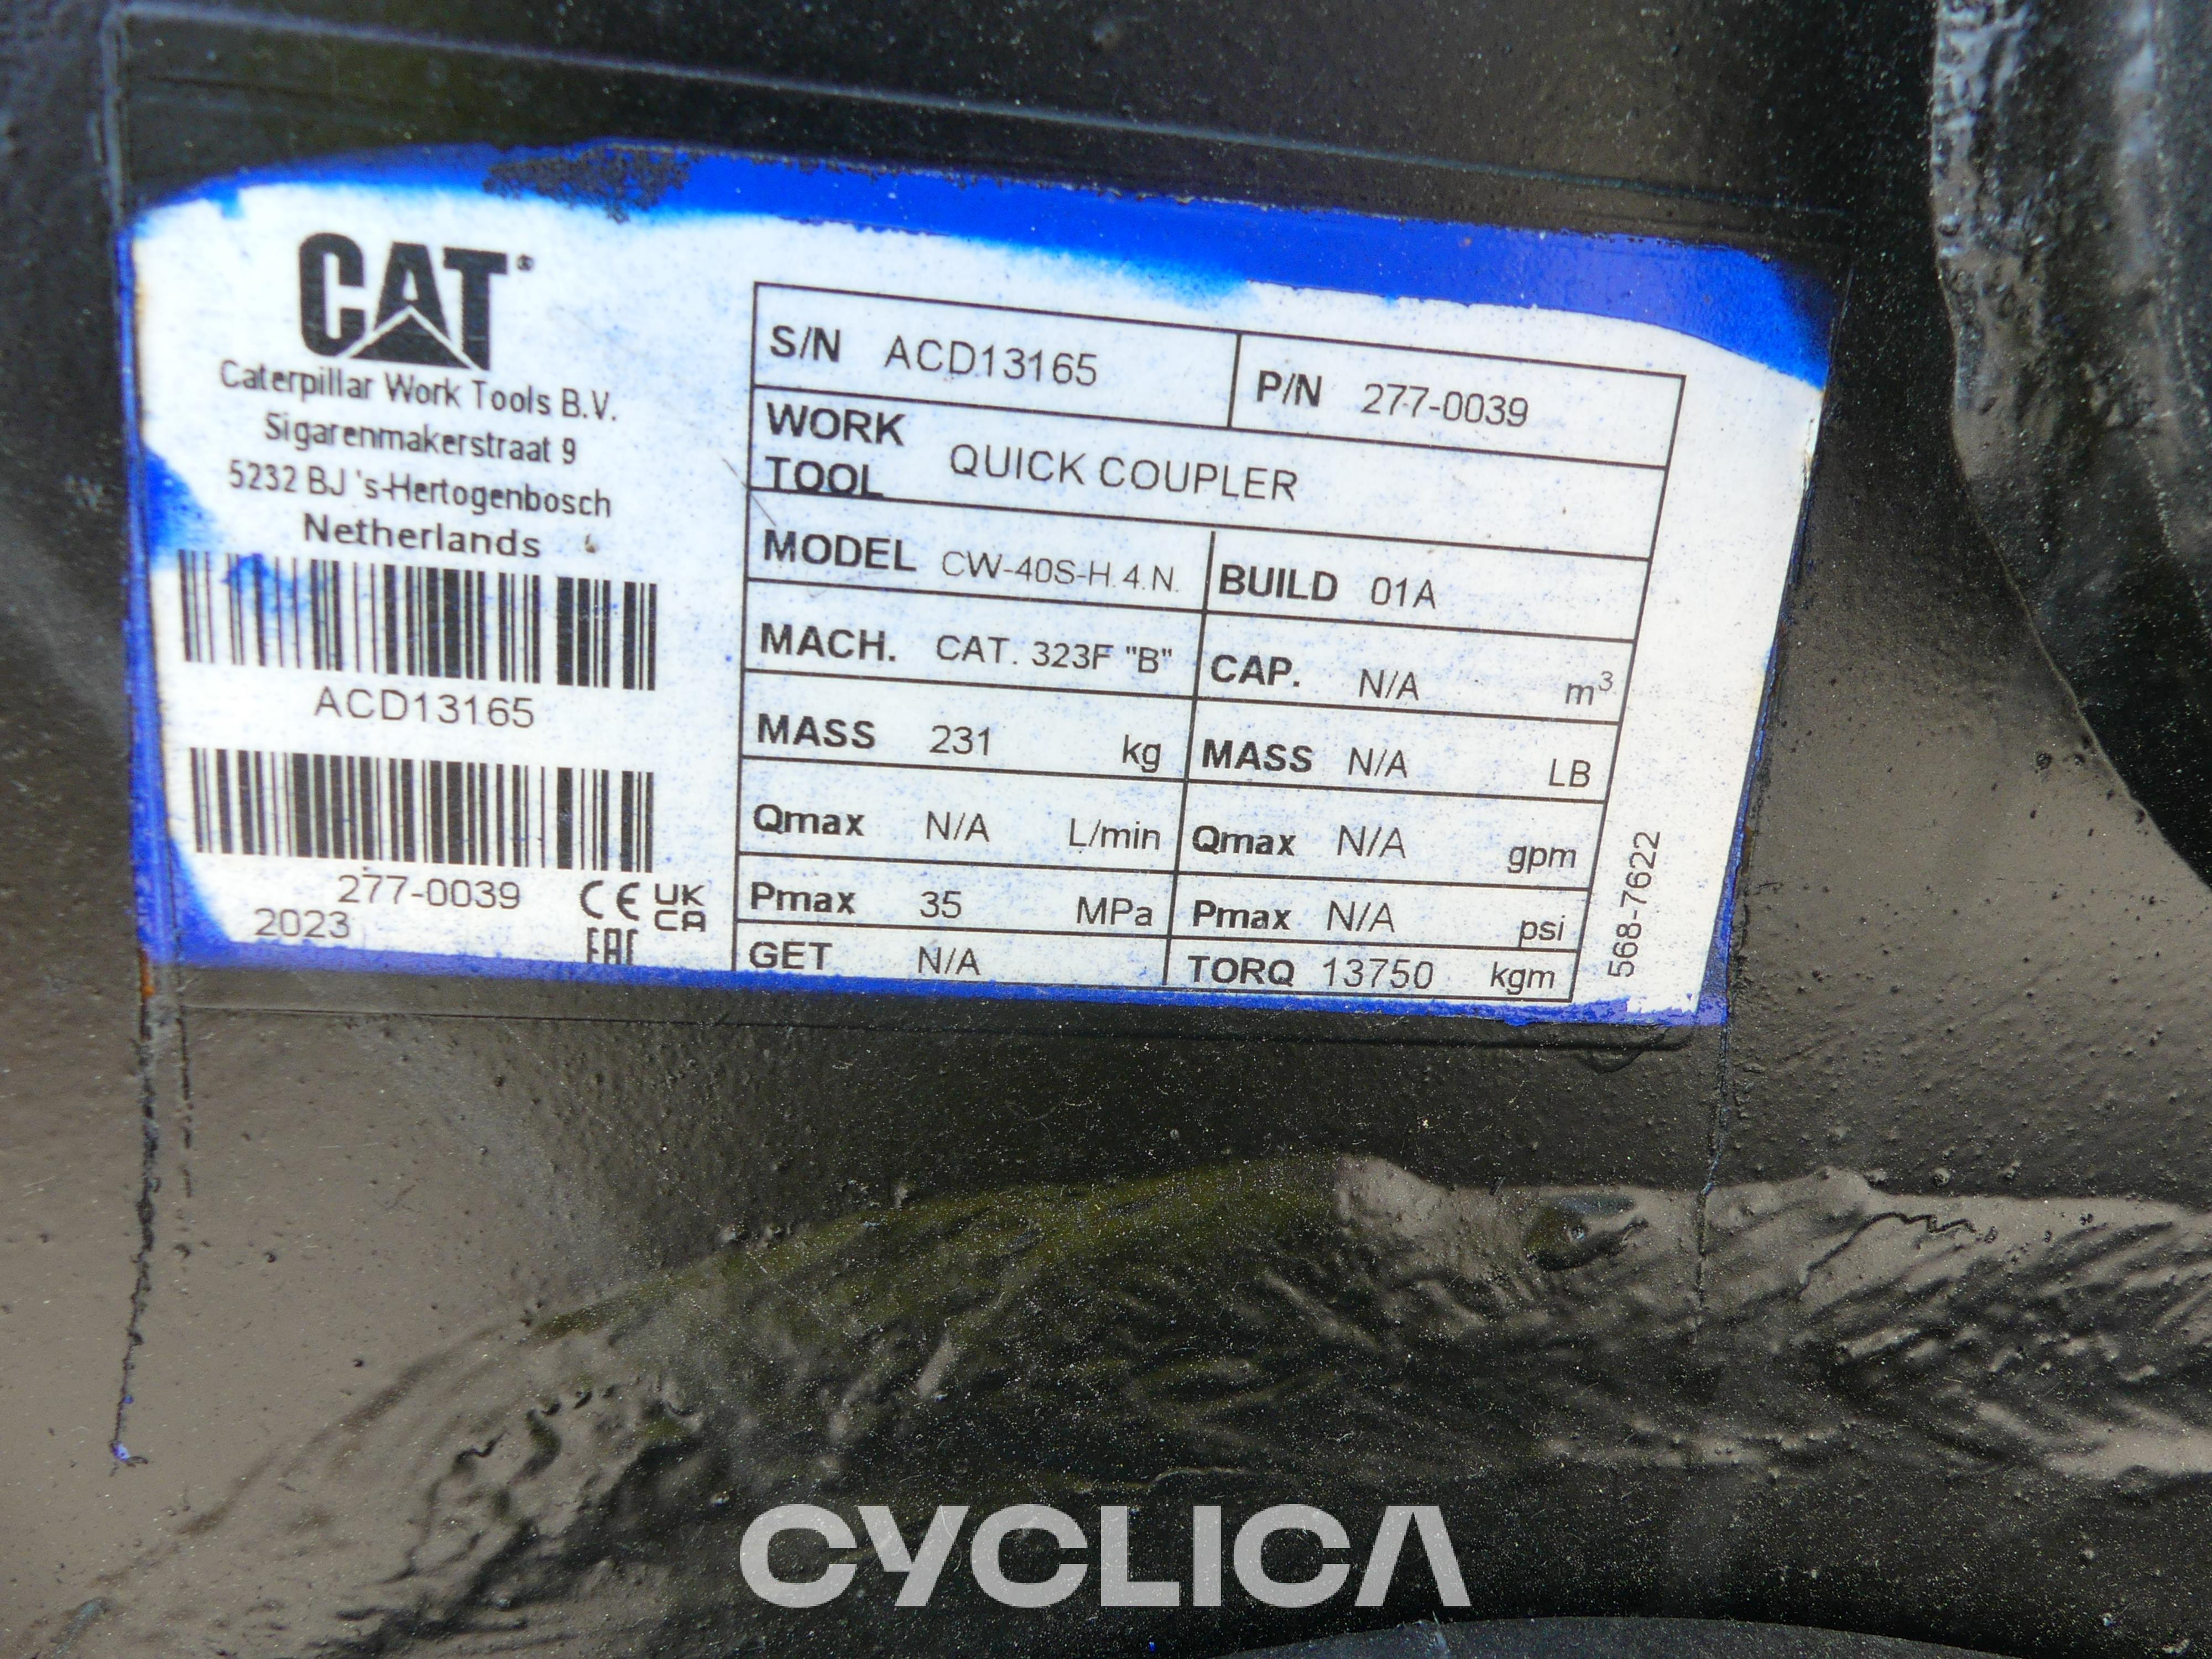 CAT®
Caterpillar Work Tools B.V.
Sigarenmakerstraat 9
5232 BJ 's-Hertogenbosch
Netherlands
ACD13165
277-0039
2023
CE UK CA
EAC
S/N ACD13165 P/N 277-0039
WORK TOOL QUICK COUPLER
MODEL CW-40S-H.4.N. BUILD 01A
MACH. CAT. 323F "B" CAP. N/A m³
MASS 231 kg MASS N/A LB
Qmax N/A L/min Qmax N/A gpm
Pmax 35 MPa Pmax N/A psi
GET N/A TORQ 13750 kgm
568-7622
CYCLICA